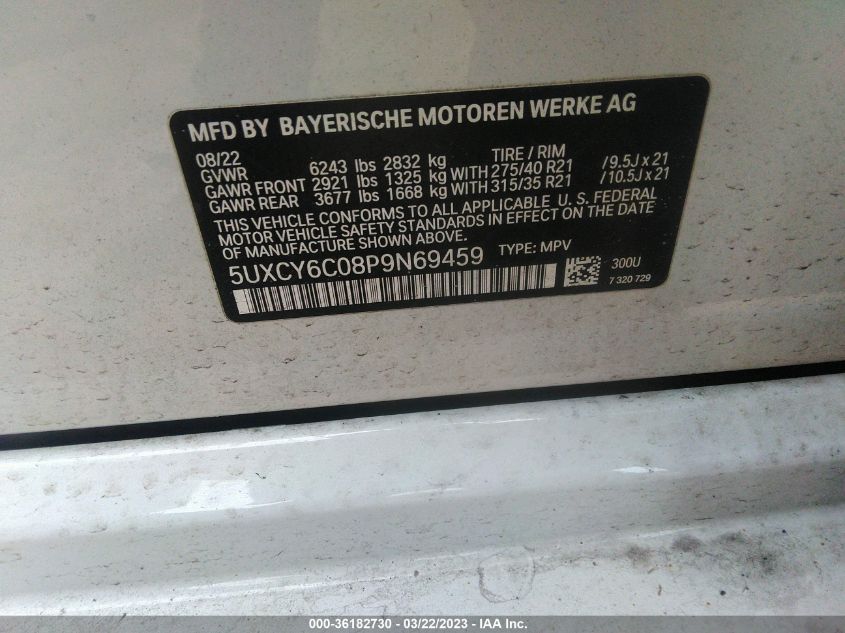 MFD BY BAYERISCHE MOTOREN WERKE AG
08/22 TIRE / RIM
GVWR 6243 lbs 2832 kg
GAWR FRONT 2921 lbs 1325 kg WITH 275/40 R21 /9.5J x 21
GAWR REAR 3677 lbs 1668 kg WITH 315/35 R21 /10.5J x 21
THIS VEHICLE CONFORMS TO ALL APPLICABLE U. S. FEDERAL
MOTOR VEHICLE SAFETY STANDARDS IN EFFECT ON THE DATE
OF MANUFACTURE SHOWN ABOVE.
5UXCY6C08P9N69459 TYPE: MPV
300U
7 320 729
000-36182730 - 03/22/2023 - IAA Inc.